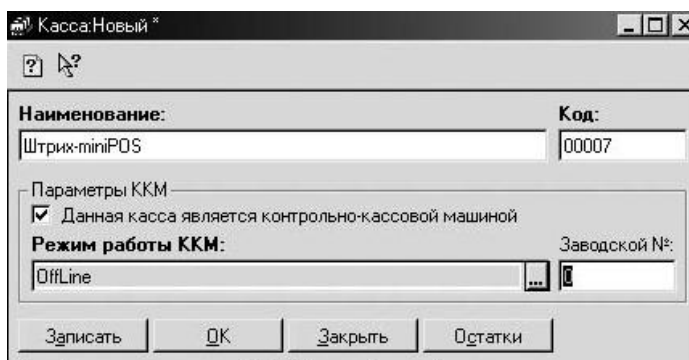 Касса:Новый *
Наименование: Код:
Штрих-miniPOS 00007
Параметры ККМ
Данная касса является контрольно-кассовой машиной
Режим работы ККМ: Заводской №:
OffLine ... 0
Записать OK Закрыть Остатки